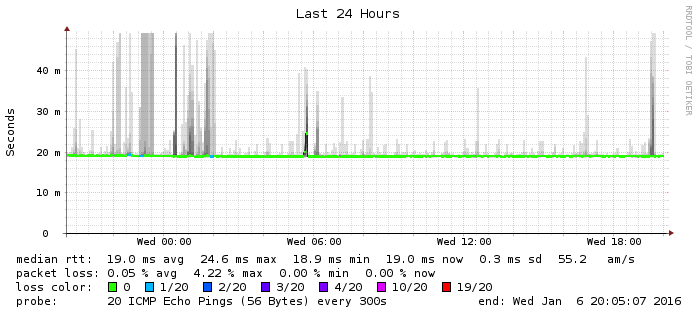 Last 24 Hours
RRDTOOL / TOBI OETIKER
Seconds
40 m
30 m
20 m
10 m
0
Wed 00:00 Wed 06:00 Wed 12:00 Wed 18:00
median rtt: 19.0 ms avg 24.6 ms max 18.9 ms min 19.0 ms now 0.3 ms sd 55.2 am/s
packet loss: 0.05 % avg 4.22 % max 0.00 % min 0.00 % now
loss color: 0 1/20 2/20 3/20 4/20 10/20 19/20
probe: 20 ICMP Echo Pings (56 Bytes) every 300s end: Wed Jan 6 20:05:07 2016